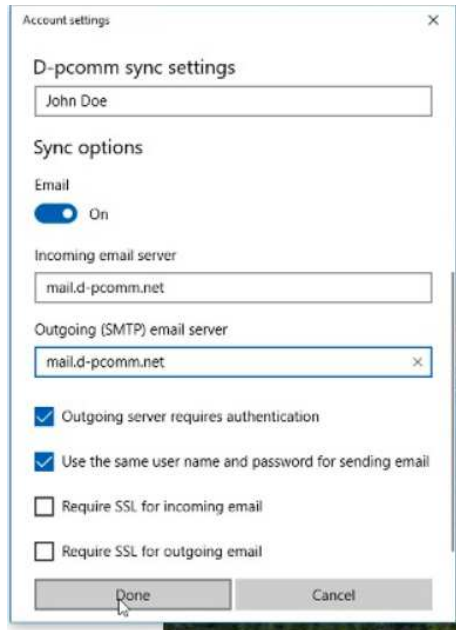 Account settings
D-pcomm sync settings
John Doe
Sync options
Email
On
Incoming email server
mail.d-pcomm.net
Outgoing (SMTP) email server
mail.d-pcomm.net
Outgoing server requires authentication
Use the same user name and password for sending email
Require SSL for incoming email
Require SSL for outgoing email
Done Cancel